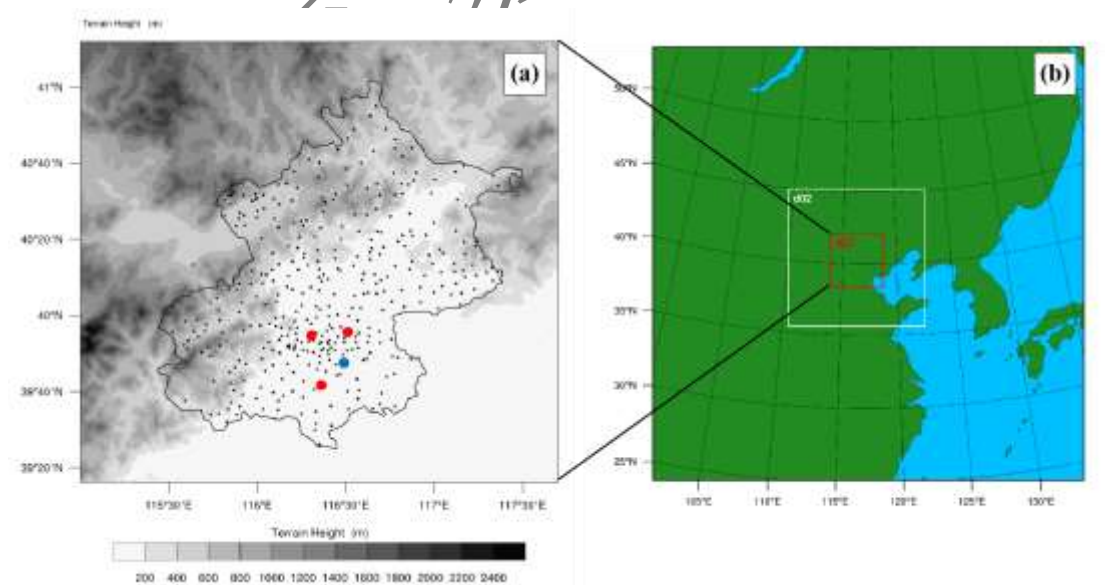 Terrain Height (m)
(a)
(b)
41°N
40°40'N
40°20'N
40°N
39°40'N
39°20'N
115°30'E 116°E 116°30'E 117°E 117°30'E
45°N
40°N
35°N
30°N
25°N
d02
105°E 110°E 115°E 120°E 125°E 130°E
Terrain Height (m)
200 400 600 800 1000 1200 1400 1600 1800 2000 2200 2400